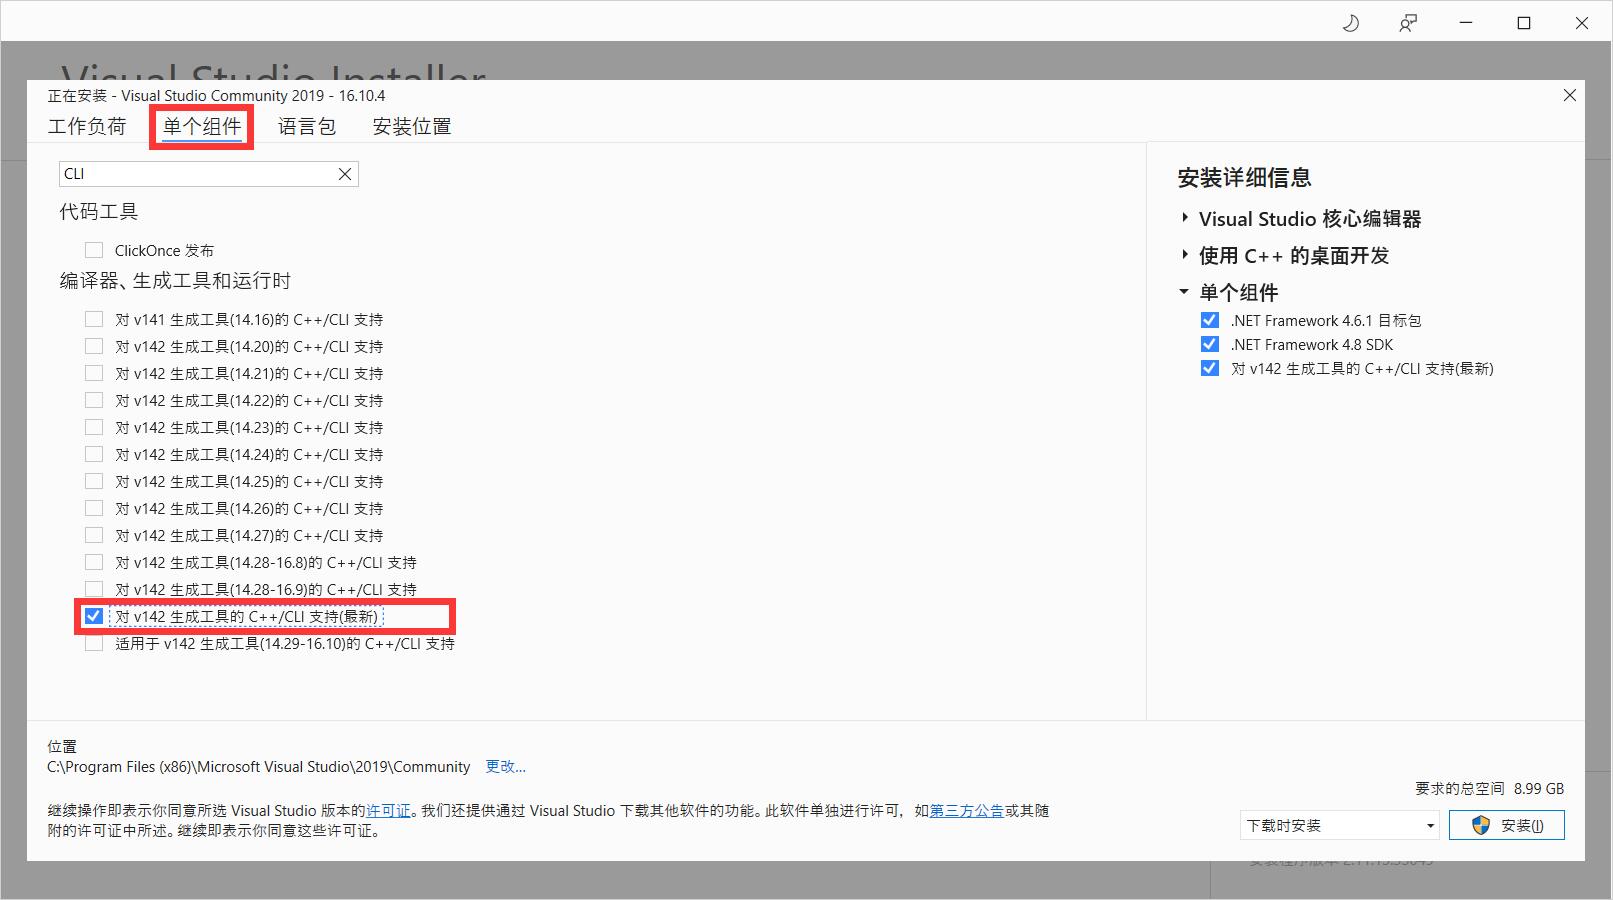 Visual Studio Installer
正在安装 - Visual Studio Community 2019 - 16.10.4
工作负荷 单个组件 语言包 安装位置
CLI
代码工具
ClickOnce 发布
编译器、生成工具和运行时
对 v141 生成工具(14.16)的 C++/CLI 支持
对 v142 生成工具(14.20)的 C++/CLI 支持
对 v142 生成工具(14.21)的 C++/CLI 支持
对 v142 生成工具(14.22)的 C++/CLI 支持
对 v142 生成工具(14.23)的 C++/CLI 支持
对 v142 生成工具(14.24)的 C++/CLI 支持
对 v142 生成工具(14.25)的 C++/CLI 支持
对 v142 生成工具(14.26)的 C++/CLI 支持
对 v142 生成工具(14.27)的 C++/CLI 支持
对 v142 生成工具(14.28-16.8)的 C++/CLI 支持
对 v142 生成工具(14.28-16.9)的 C++/CLI 支持
对 v142 生成工具的 C++/CLI 支持(最新)
适用于 v142 生成工具(14.29-16.10)的 C++/CLI 支持
安装详细信息
Visual Studio 核心编辑器
使用 C++ 的桌面开发
单个组件
.NET Framework 4.6.1 目标包
.NET Framework 4.8 SDK
对 v142 生成工具的 C++/CLI 支持(最新)
位置
C:\Program Files (x86)\Microsoft Visual Studio\2019\Community 更改...
继续操作即表示你同意所选 Visual Studio 版本的许可证。我们还提供通过 Visual Studio 下载其他软件的功能。此软件单独进行许可，如第三方公告或其随
附的许可证中所述。继续即表示你同意这些许可证。
要求的总空间 8.99 GB
下载时安装 安装(I)